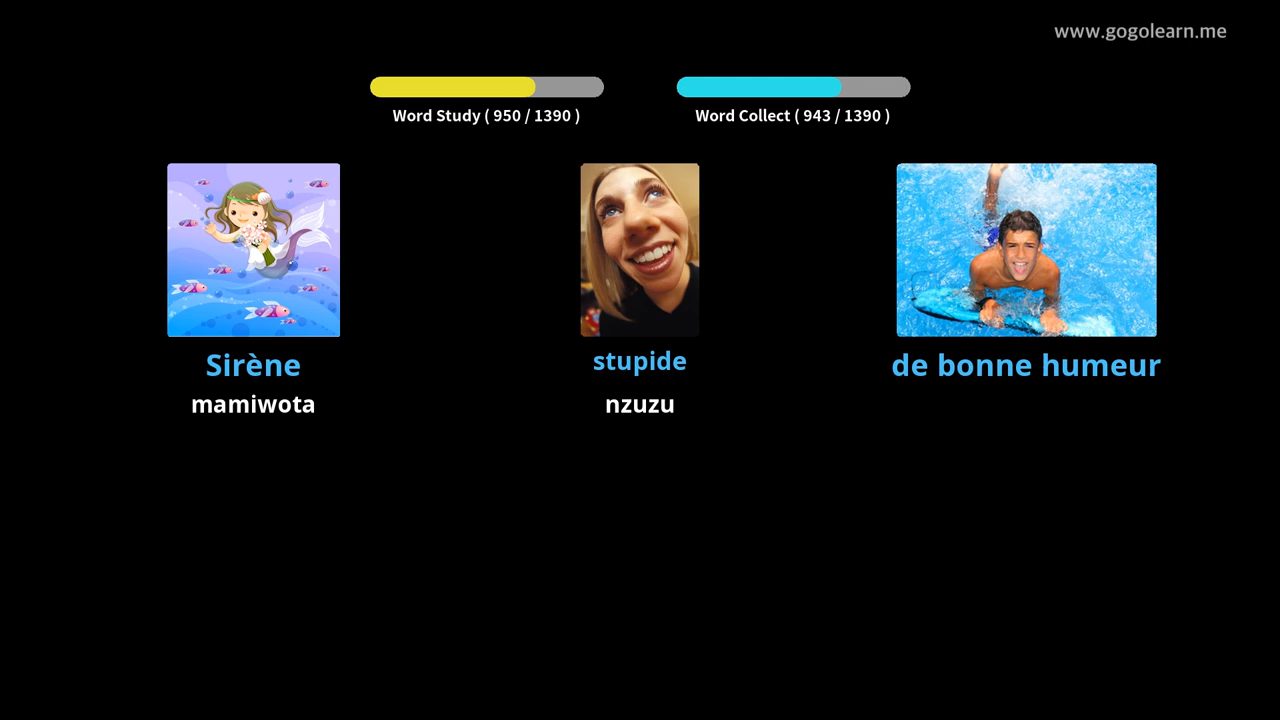 www.gogolearn.me
Word Study ( 950 / 1390 )
Word Collect ( 943 / 1390 )
Sirène
mamiwota
stupide
nzuzu
de bonne humeur